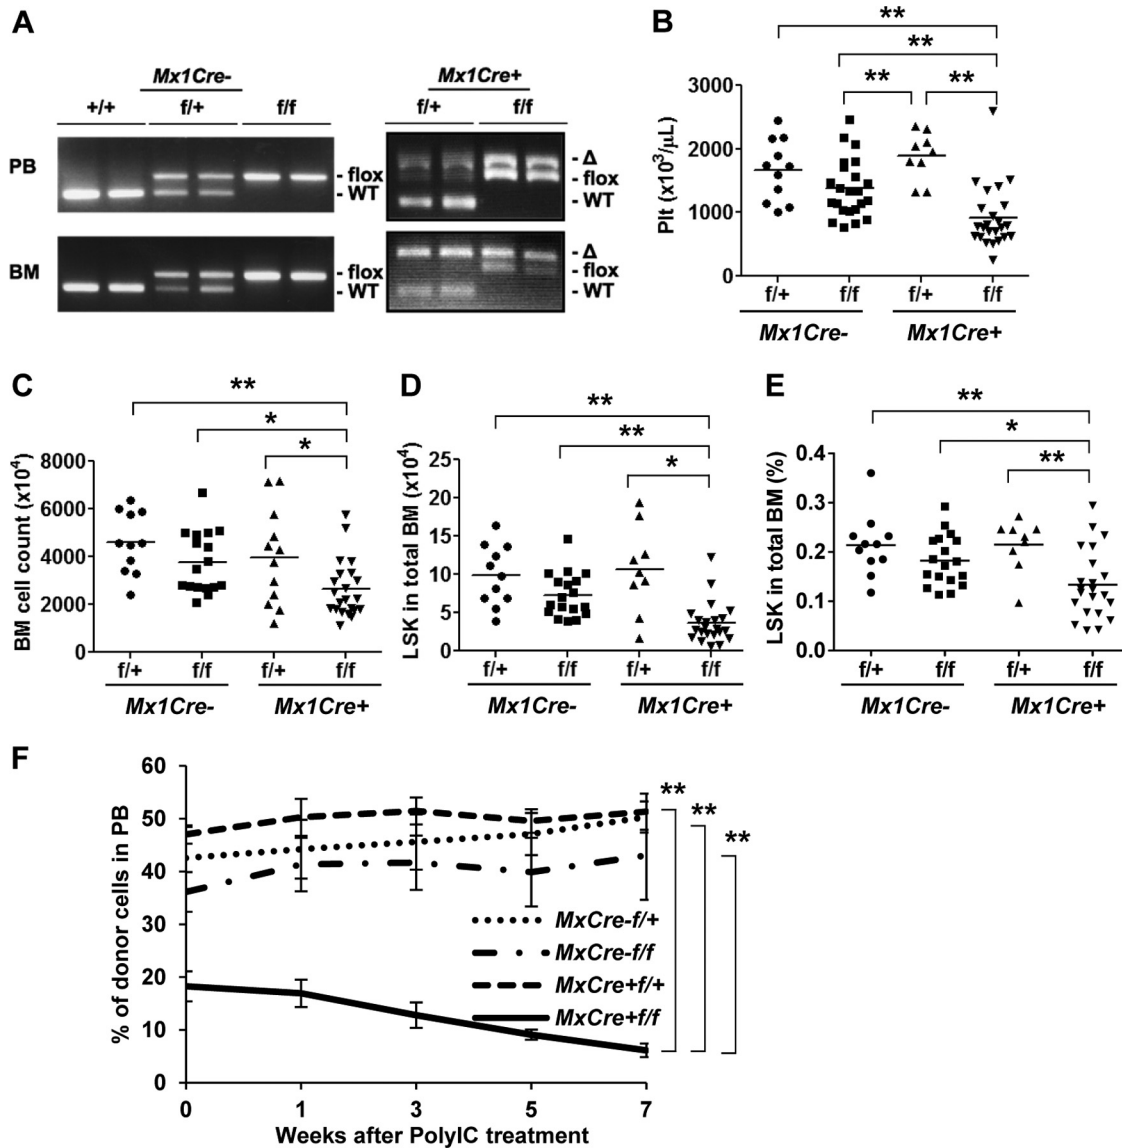 A
Mx1Cre-
Mx1Cre+
+/+ f/+ f/f
f/+ f/f
PB
- flox
- WT
- Δ
- flox
- WT
BM
- flox
- WT
- Δ
- flox
- WT
B
**
**
** **
Plt (x10³/μL)
3000
2000
1000
0
f/+ f/f f/+ f/f
Mx1Cre- Mx1Cre+
C
**
*
*
BM cell count (x10⁴)
8000
6000
4000
2000
0
f/+ f/f f/+ f/f
Mx1Cre- Mx1Cre+
D
**
**
*
LSK in total BM (x10⁴)
25
20
15
10
5
0
f/+ f/f f/+ f/f
Mx1Cre- Mx1Cre+
E
**
*
**
LSK in total BM (%)
0.4
0.3
0.2
0.1
0.0
f/+ f/f f/+ f/f
Mx1Cre- Mx1Cre+
F
% of donor cells in PB
60
50
40
30
20
10
0
**
**
**
MxCre-f/+
MxCre-f/f
MxCre+f/+
MxCre+f/f
0 1 3 5 7
Weeks after PolyIC treatment